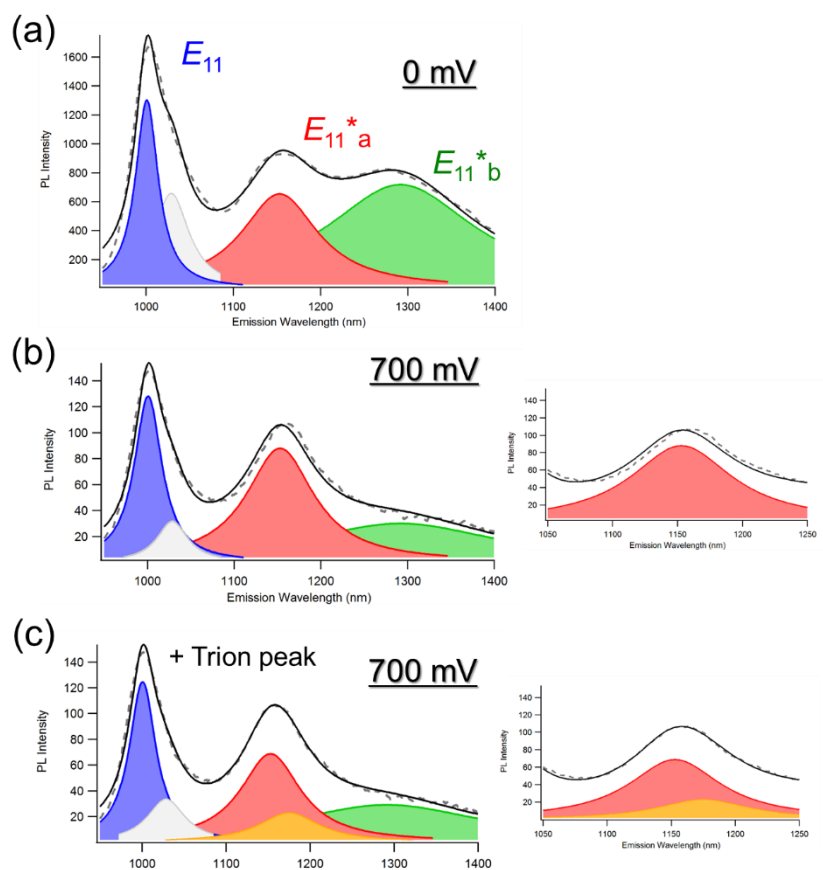 (a)
E11
0 mV
E11*a
E11*b
PL Intensity
1600
1400
1200
1000
800
600
400
200
1000 1100 1200 1300 1400
Emission Wavelength (nm)
(b)
700 mV
PL Intensity
140
120
100
80
60
40
20
1000 1100 1200 1300 1400
Emission Wavelength (nm)
PL Intensity
140
120
100
80
60
40
20
1050 1100 1150 1200 1250
Emission Wavelength (nm)
(c)
+ Trion peak
700 mV
PL Intensity
140
120
100
80
60
40
20
1000 1100 1200 1300 1400
Emission Wavelength (nm)
PL Intensity
140
120
100
80
60
40
20
1050 1100 1150 1200 1250
Emission Wavelength (nm)